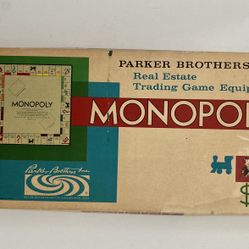 PARKER BROTHERS
Real Estate
Trading Game Equip
MONOPOLY
MONOPO
Parker Brothers Inc.